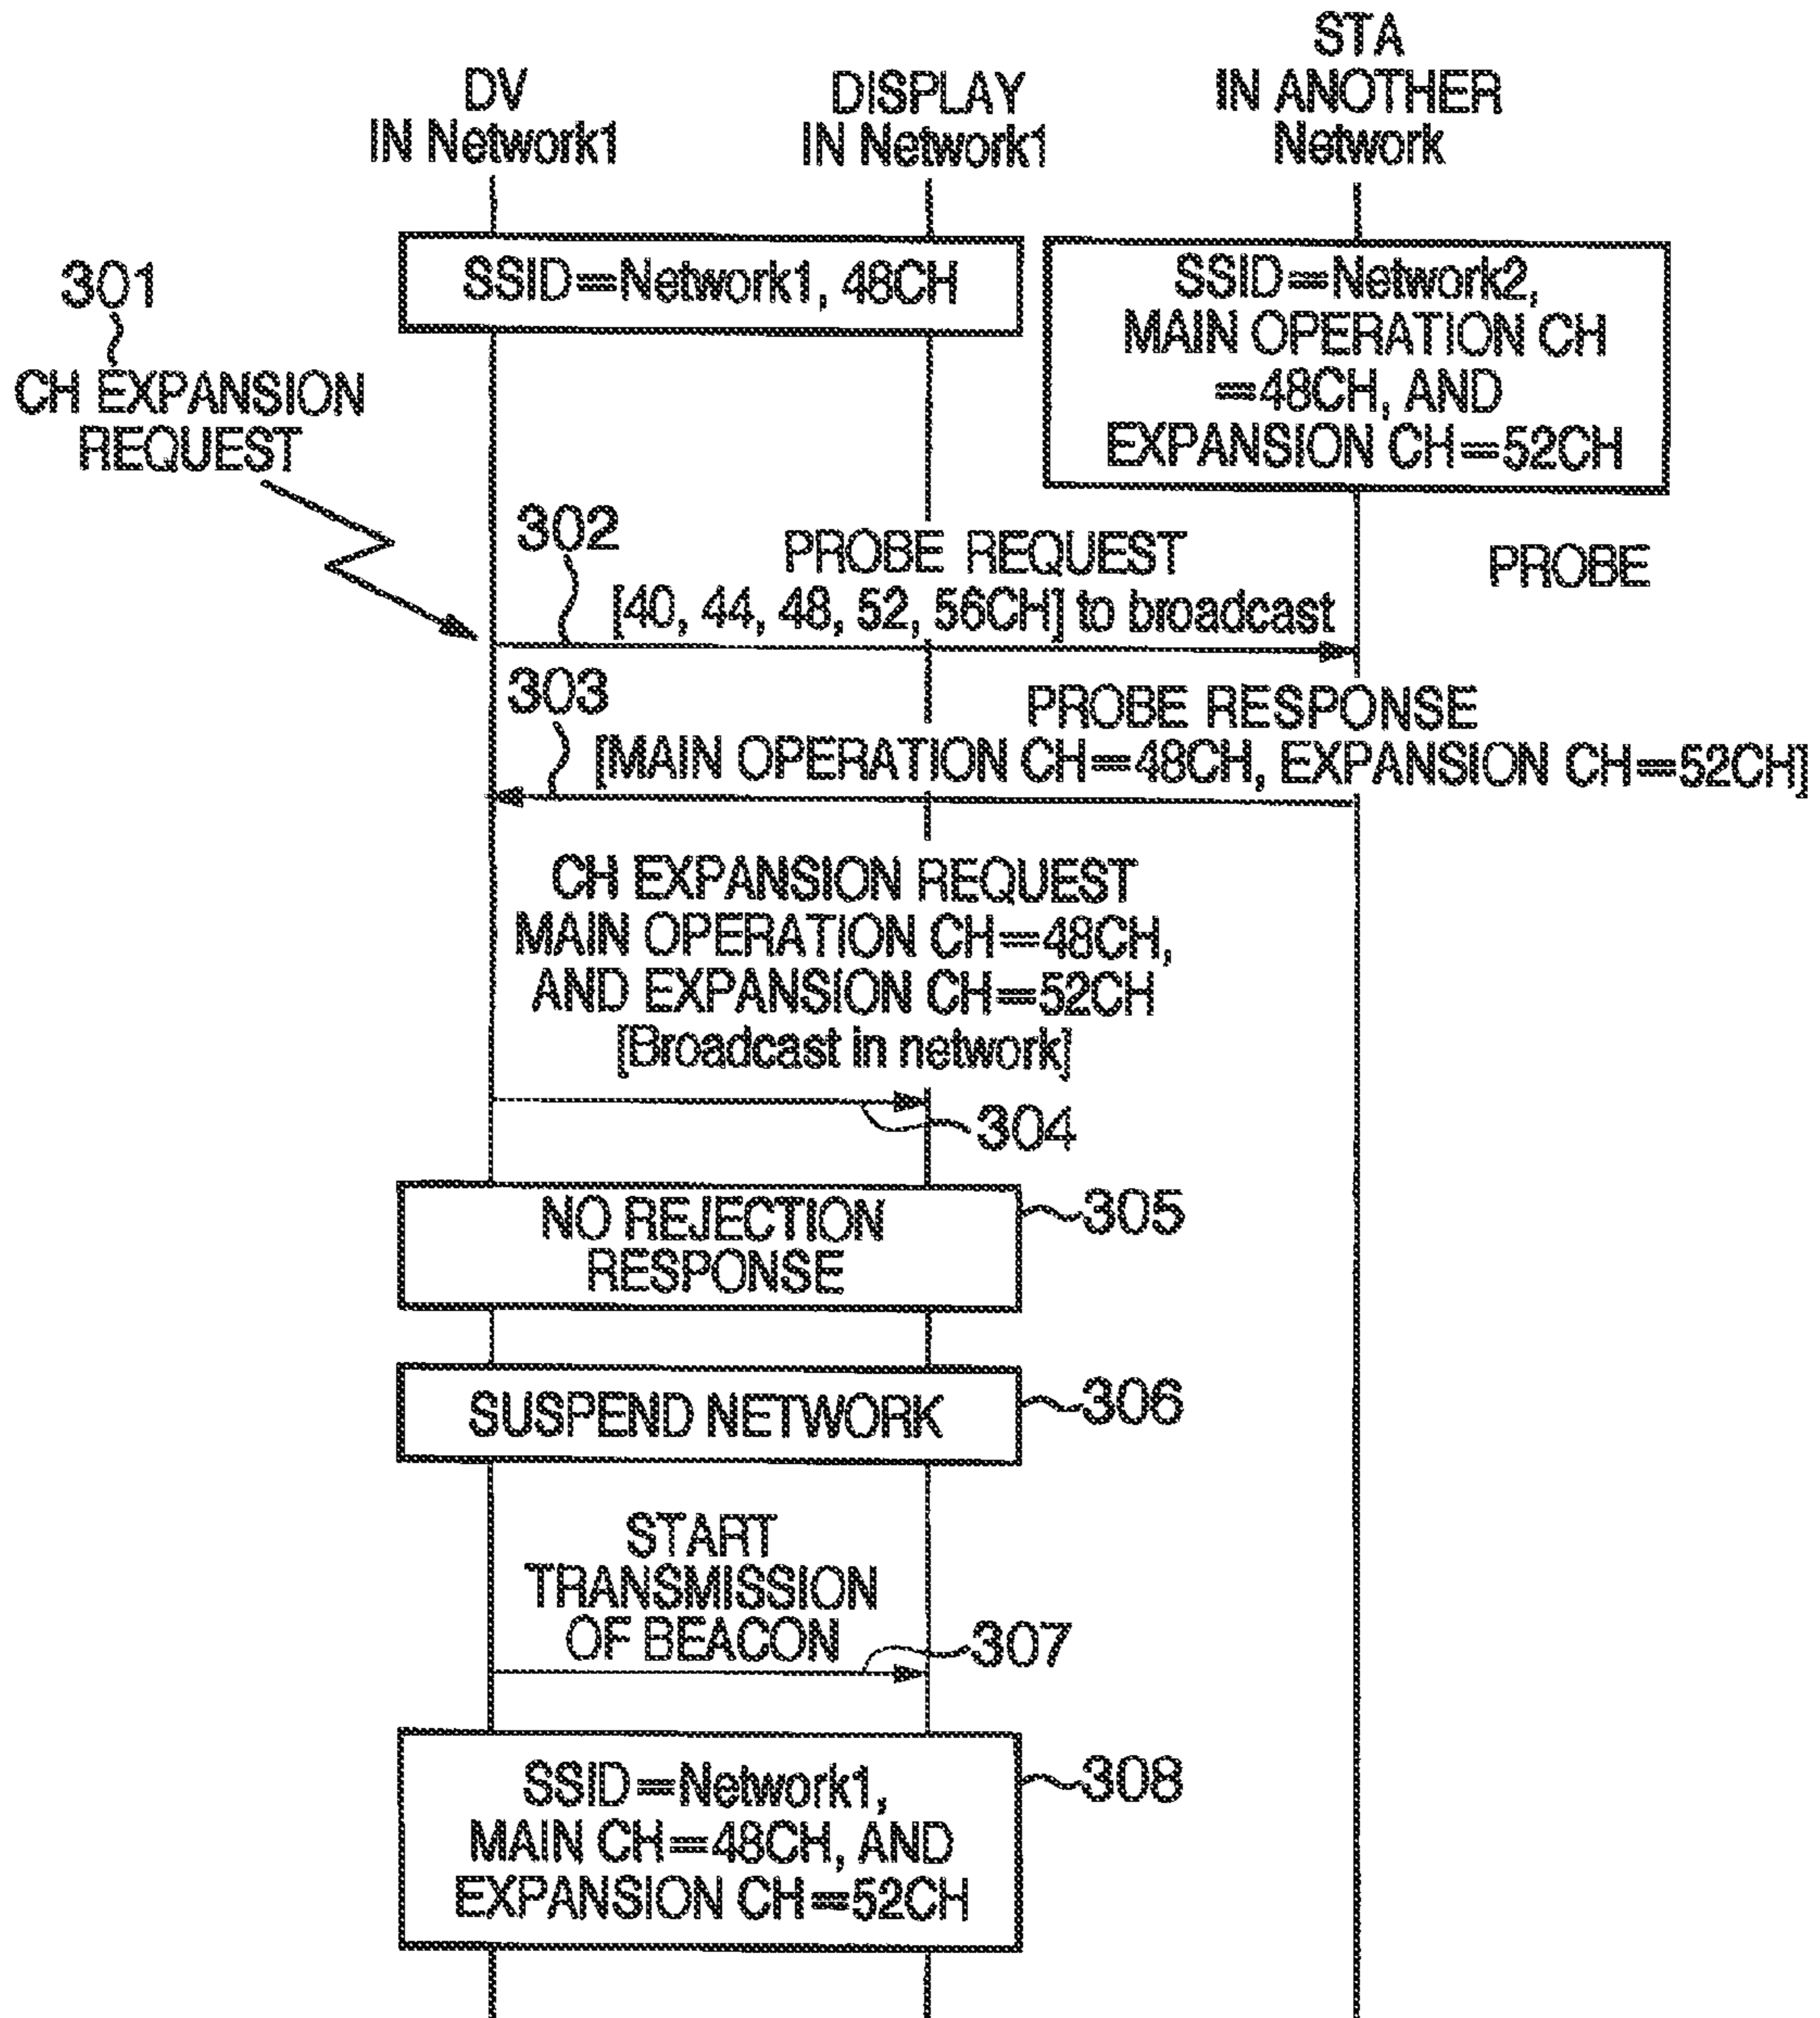 DV
IN Network1
DISPLAY
IN Network1
STA
IN ANOTHER
Network
SSID=Network1, 48CH
SSID=Network2,
MAIN OPERATION CH
=48CH, AND
EXPANSION CH=52CH
301
CH EXPANSION
REQUEST
302
PROBE REQUEST
[40, 44, 48, 52, 56CH] to broadcast
PROBE
303
PROBE RESPONSE
[MAIN OPERATION CH=48CH, EXPANSION CH=52CH]
CH EXPANSION REQUEST
MAIN OPERATION CH=48CH,
AND EXPANSION CH=52CH
[Broadcast in network]
304
NO REJECTION
RESPONSE
305
SUSPEND NETWORK
306
START
TRANSMISSION
OF BEACON
307
SSID=Network1,
MAIN CH=48CH, AND
EXPANSION CH=52CH
308